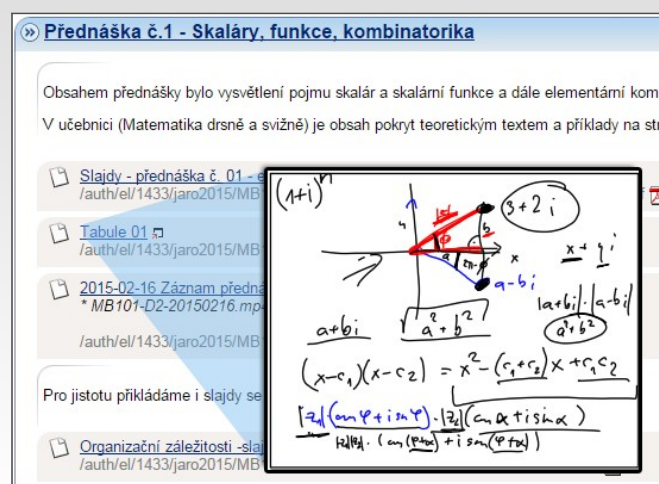 Přednáška č.1 - Skaláry, funkce, kombinatorika
Obsahem přednášky bylo vysvětlení pojmu skalár a skalární funkce a dále elementární kom
V učebnici (Matematika drsně a svižně) je obsah pokryt teoretickým textem a příklady na str
Slajdy - přednáška č. 01 - e
/auth/el/1433/jaro2015/MB
Tabule 01
/auth/el/1433/jaro2015/MB
2015-02-16 Záznam předná
* MB101-D2-20150216.mp4
/auth/el/1433/jaro2015/MB
Pro jistotu přikládáme i slajdy se
Organizační záležitosti -slaj
/auth/el/1433/jaro2015/MB
(1+i)^n
|z|
3+2i
φ
b
a
2π-φ
x
x+yi
a-bi
a+bi
√(a²+b²)
|a+bi|·|a-bi|
a²+b²
(x-c₁)(x-c₂) = x²-(c₁+c₂)x+c₁c₂
|z₁|·(cos φ + i sin φ)·|z₂|(cos α + i sin α)
|z₁||z₂|·(cos(φ+α) + i sin(φ+α))